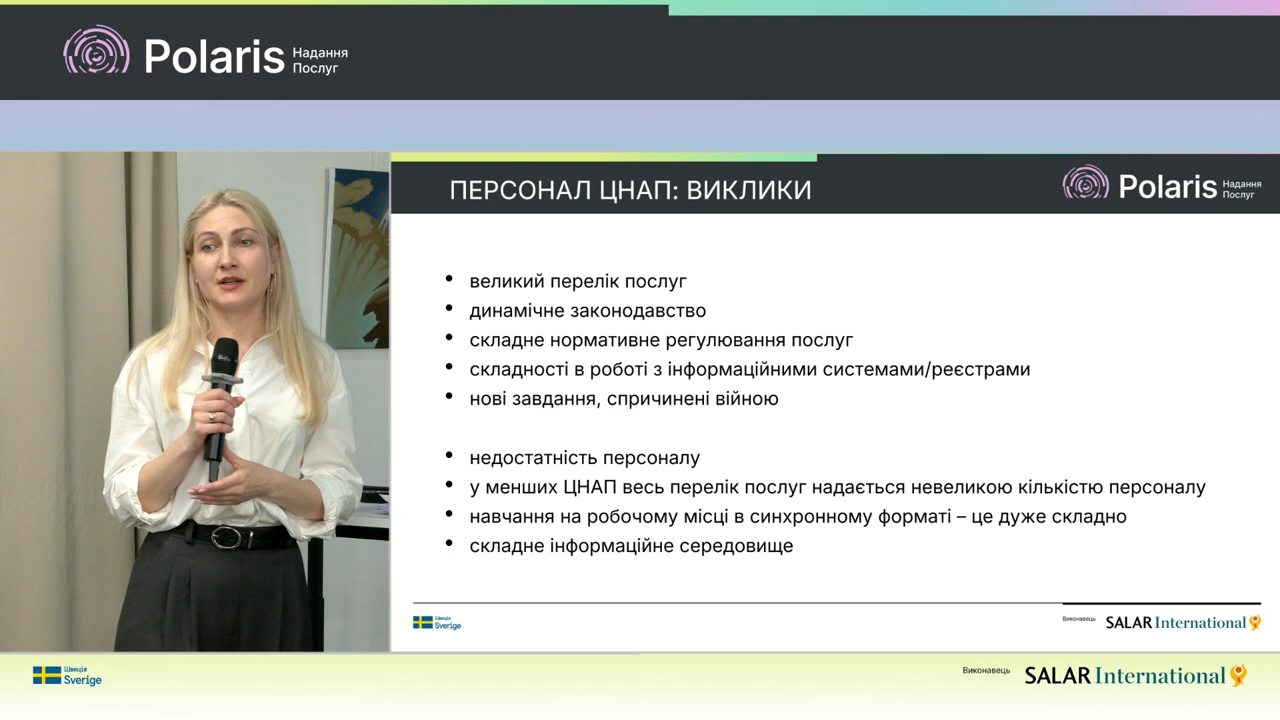 Polaris Надання
Послуг
ПЕРСОНАЛ ЦНАП: ВИКЛИКИ
Polaris Надання
Послуг
• великий перелік послуг
• динамічне законодавство
• складне нормативне регулювання послуг
• складності в роботі з інформаційними системами/реєстрами
• нові завдання, спричинені війною
• недостатність персоналу
• у менших ЦНАП весь перелік послуг надається невеликою кількістю персоналу
• навчання на робочому місці в синхронному форматі – це дуже складно
• складне інформаційне середовище
Швеція
Sverige
Виконавець SALAR International
Швеція
Sverige
Виконавець SALAR International